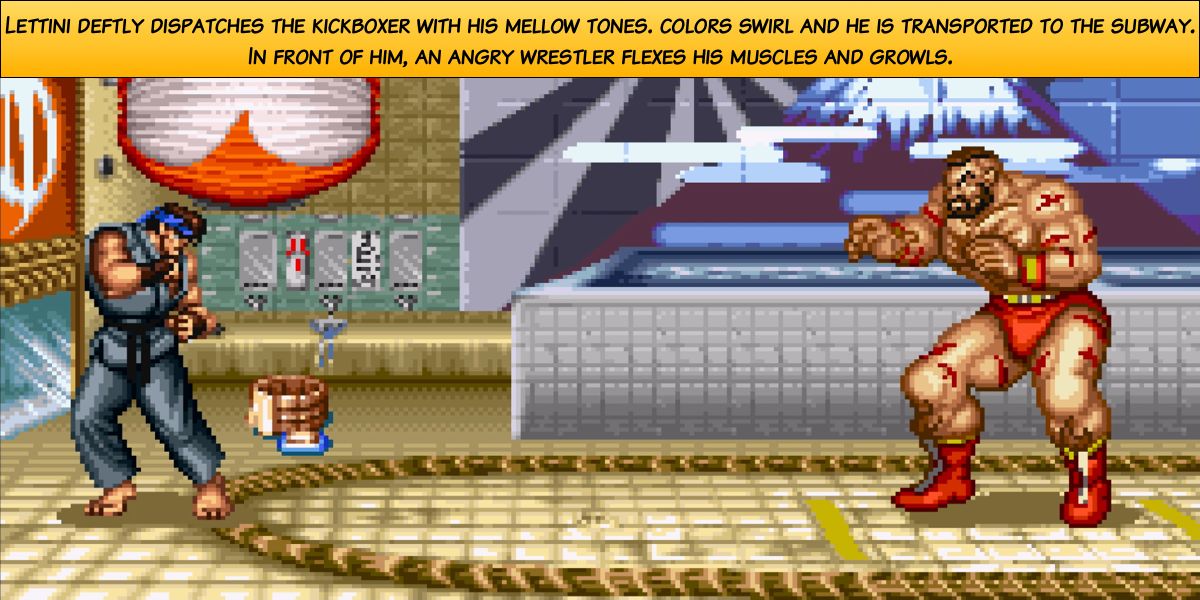 Lettini deftly dispatches the kickboxer with his mellow tones. colors swirl and he is transported to the subway.
In front of him, an angry wrestler flexes his muscles and growls.